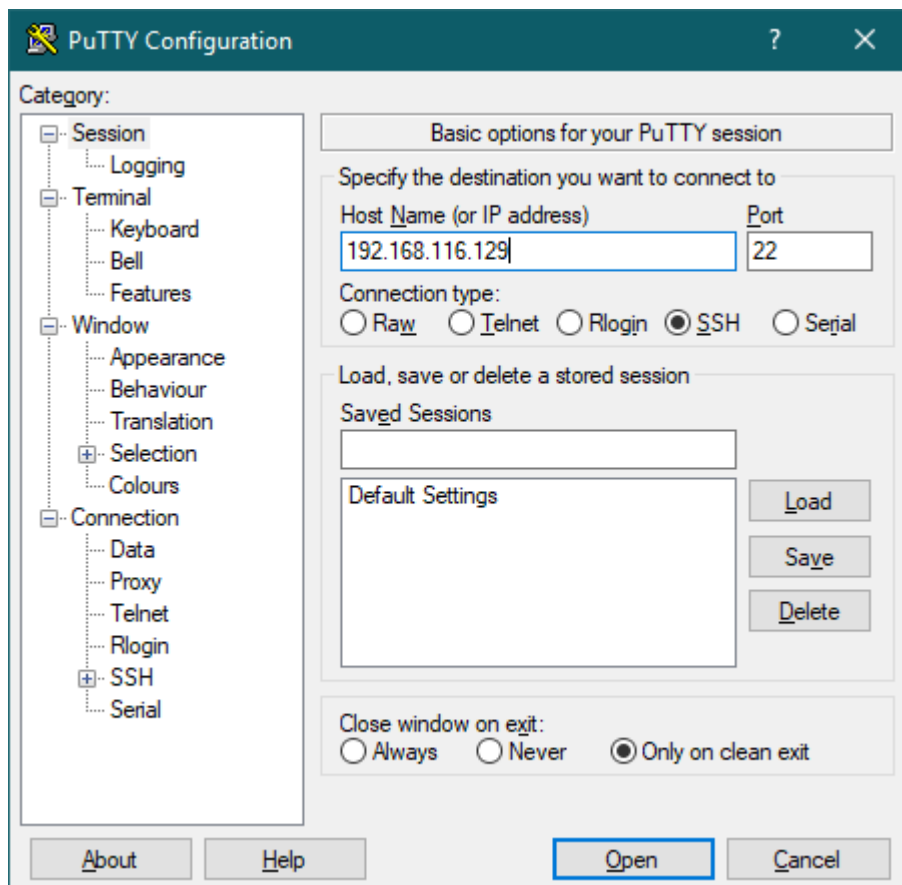 PuTTY Configuration ? ×
Category:
Session
Logging
Terminal
Keyboard
Bell
Features
Window
Appearance
Behaviour
Translation
Selection
Colours
Connection
Data
Proxy
Telnet
Rlogin
SSH
Serial
Basic options for your PuTTY session
Specify the destination you want to connect to
Host Name (or IP address) Port
192.168.116.129 22
Connection type:
Raw Telnet Rlogin SSH Serial
Load, save or delete a stored session
Saved Sessions
Default Settings
Load
Save
Delete
Close window on exit:
Always Never Only on clean exit
About Help Open Cancel